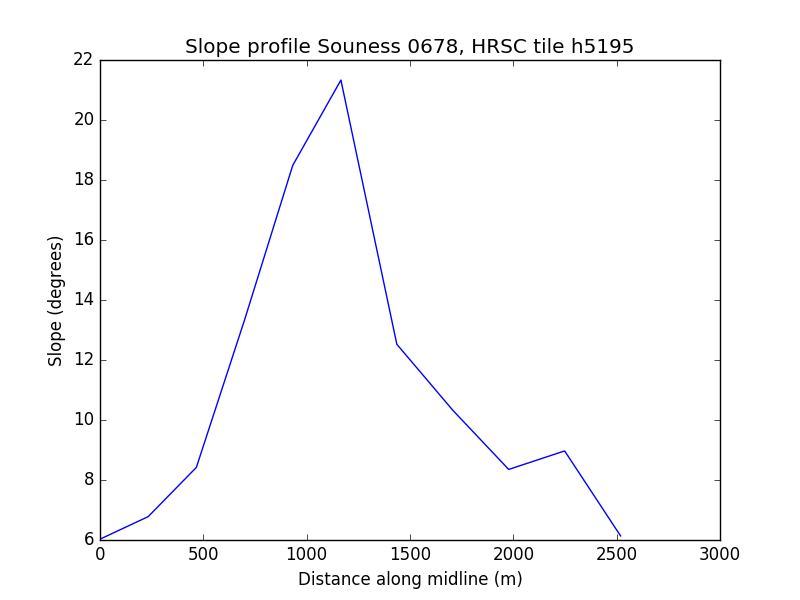 Slope profile Souness 0678, HRSC tile h5195
22
20
18
16
14
12
10
8
6
Slope (degrees)
0 500 1000 1500 2000 2500 3000
Distance along midline (m)